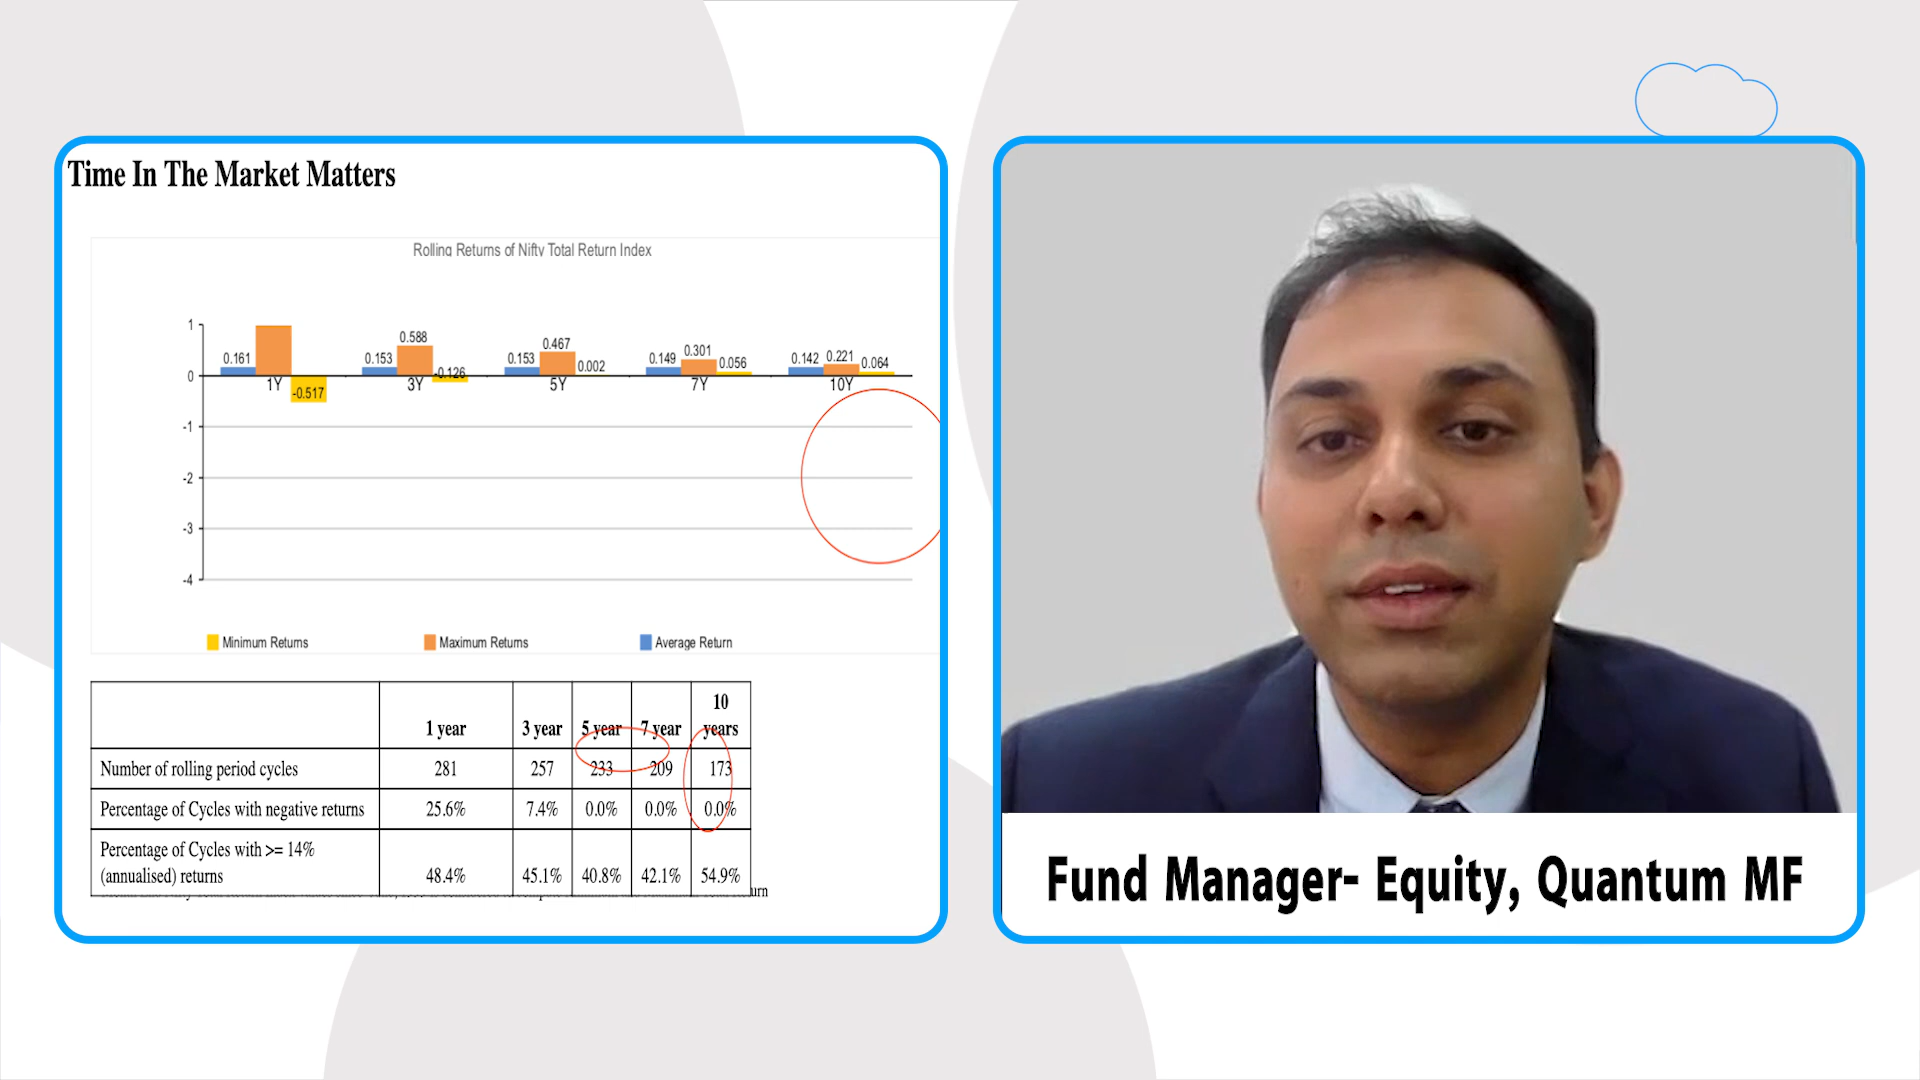 Time In The Market Matters
Rolling Returns of Nifty Total Return Index
1
0
-1
-2
-3
-4
0.161
-0.517
0.153
0.588
-0.126
0.153
0.467
0.002
0.149
0.301
0.056
0.142
0.221
0.064
1Y
3Y
5Y
7Y
10Y
Minimum Returns
Maximum Returns
Average Return
1 year 3 year 5 year 7 year 10 years
Number of rolling period cycles 281 257 233 209 173
Percentage of Cycles with negative returns 25.6% 7.4% 0.0% 0.0% 0.0%
Percentage of Cycles with >= 14%
(annualised) returns 48.4% 45.1% 40.8% 42.1% 54.9%
Fund Manager- Equity, Quantum MF